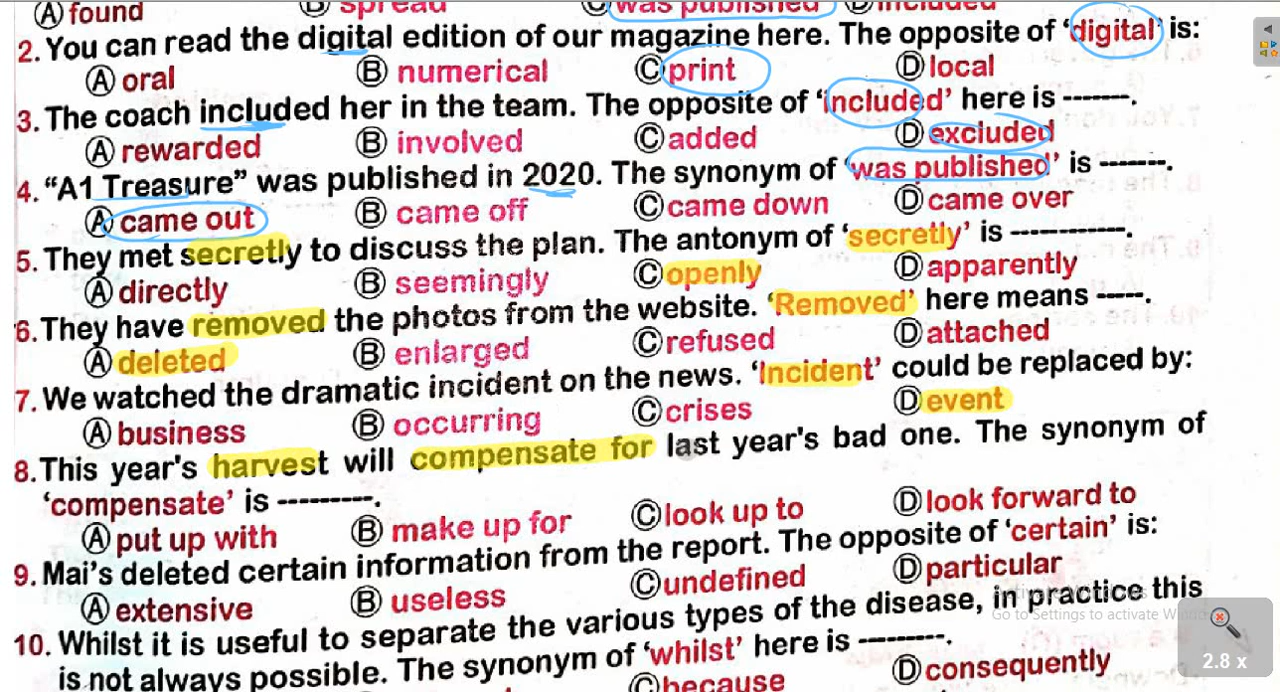 Ⓐ found Ⓑ spread Ⓒ was published Ⓓ included
2. You can read the digital edition of our magazine here. The opposite of ‘digital’ is:
Ⓐ oral Ⓑ numerical Ⓒ print Ⓓ local
3. The coach included her in the team. The opposite of ‘included’ here is -------.
Ⓐ rewarded Ⓑ involved Ⓒ added Ⓓ excluded
4. “A1 Treasure” was published in 2020. The synonym of ‘was published’ is -------.
Ⓐ came out Ⓑ came off Ⓒ came down Ⓓ came over
5. They met secretly to discuss the plan. The antonym of ‘secretly’ is ------------.
Ⓐ directly Ⓑ seemingly Ⓒ openly Ⓓ apparently
6. They have removed the photos from the website. ‘Removed’ here means -----.
Ⓐ deleted Ⓑ enlarged Ⓒ refused Ⓓ attached
7. We watched the dramatic incident on the news. ‘Incident’ could be replaced by:
Ⓐ business Ⓑ occurring Ⓒ crises Ⓓ event
8. This year's harvest will compensate for last year's bad one. The synonym of
‘compensate’ is ---------.
Ⓐ put up with Ⓑ make up for Ⓒ look up to Ⓓ look forward to
9. Mai’s deleted certain information from the report. The opposite of ‘certain’ is:
Ⓐ extensive Ⓑ useless Ⓒ undefined Ⓓ particular
10. Whilst it is useful to separate the various types of the disease, in practice this
is not always possible. The synonym of ‘whilst’ here is ---------.
Ⓒ because Ⓓ consequently
Go to Settings to activate
2.8 x